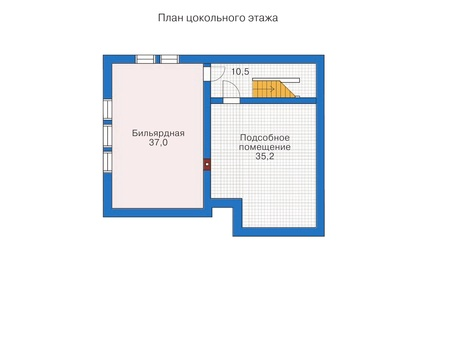 План цокольного этажа
10,5
Бильярдная
37,0
Подсобное
помещение
35,2